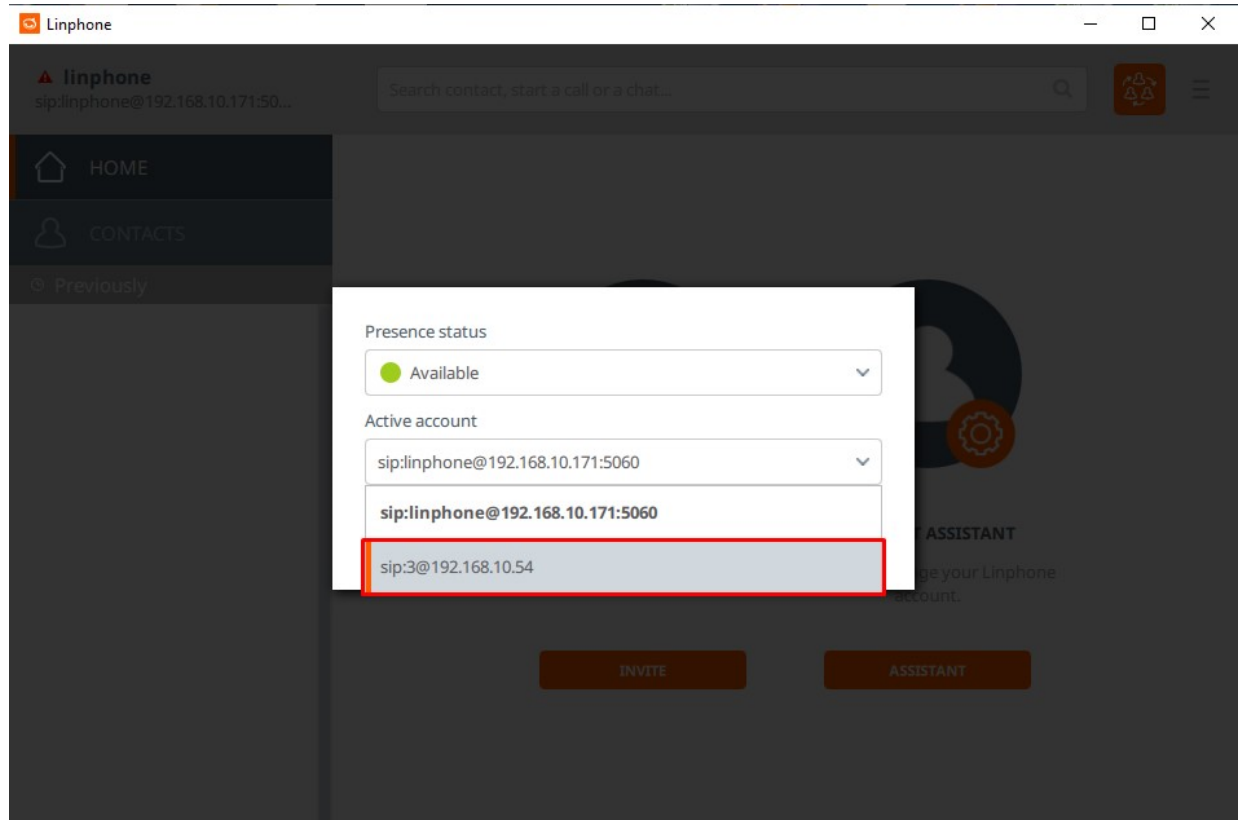 Linphone
linphone
sip:linphone@192.168.10.171:50...
Search contact, start a call or a chat...
HOME
CONTACTS
Previously
Presence status
Available
Active account
sip:linphone@192.168.10.171:5060
sip:linphone@192.168.10.171:5060
sip:3@192.168.10.54
ASSISTANT
ge your Linphone
account.
INVITE
ASSISTANT